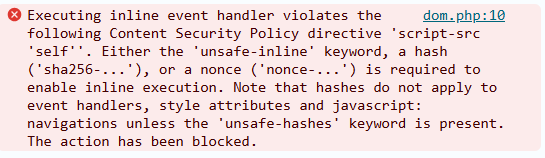 Executing inline event handler violates the dom.php:10
following Content Security Policy directive 'script-src
'self''. Either the 'unsafe-inline' keyword, a hash
('sha256-...'), or a nonce ('nonce-...') is required to
enable inline execution. Note that hashes do not apply to
event handlers, style attributes and javascript:
navigations unless the 'unsafe-hashes' keyword is present.
The action has been blocked.